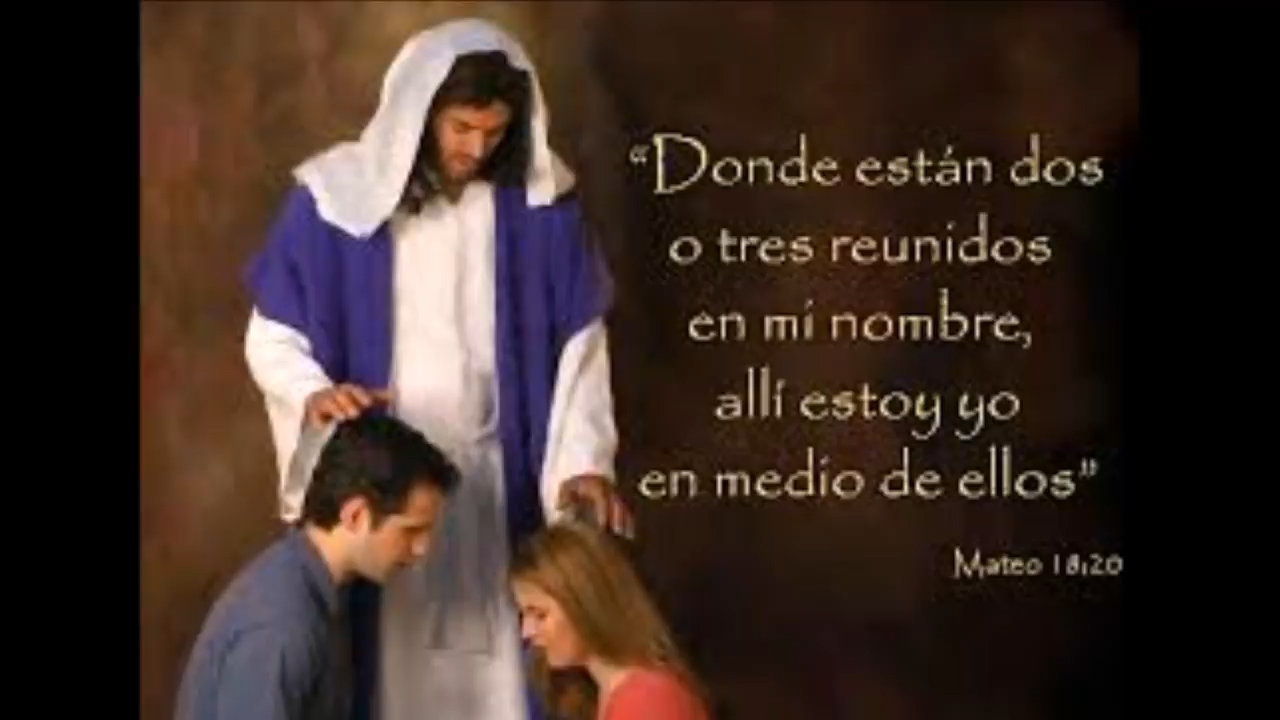 “Donde están dos
o tres reunidos
en mi nombre,
allí estoy yo
en medio de ellos”
Mateo 18:20